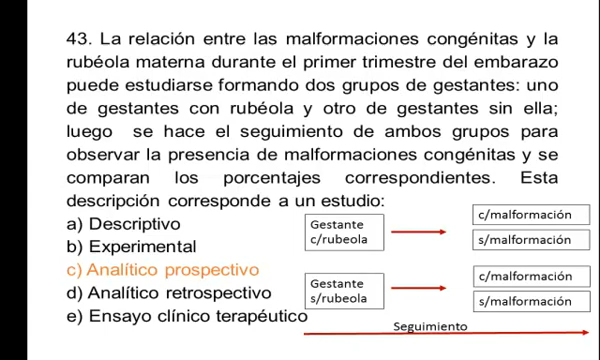 43. La relación entre las malformaciones congénitas y la
rubéola materna durante el primer trimestre del embarazo
puede estudiarse formando dos grupos de gestantes: uno
de gestantes con rubéola y otro de gestantes sin ella;
luego se hace el seguimiento de ambos grupos para
observar la presencia de malformaciones congénitas y se
comparan los porcentajes correspondientes. Esta
descripción corresponde a un estudio:
a) Descriptivo
b) Experimental
c) Analítico prospectivo
d) Analítico retrospectivo
e) Ensayo clínico terapéutico
Gestante
c/rubeola
c/malformación
s/malformación
Gestante
s/rubeola
c/malformación
s/malformación
Seguimiento